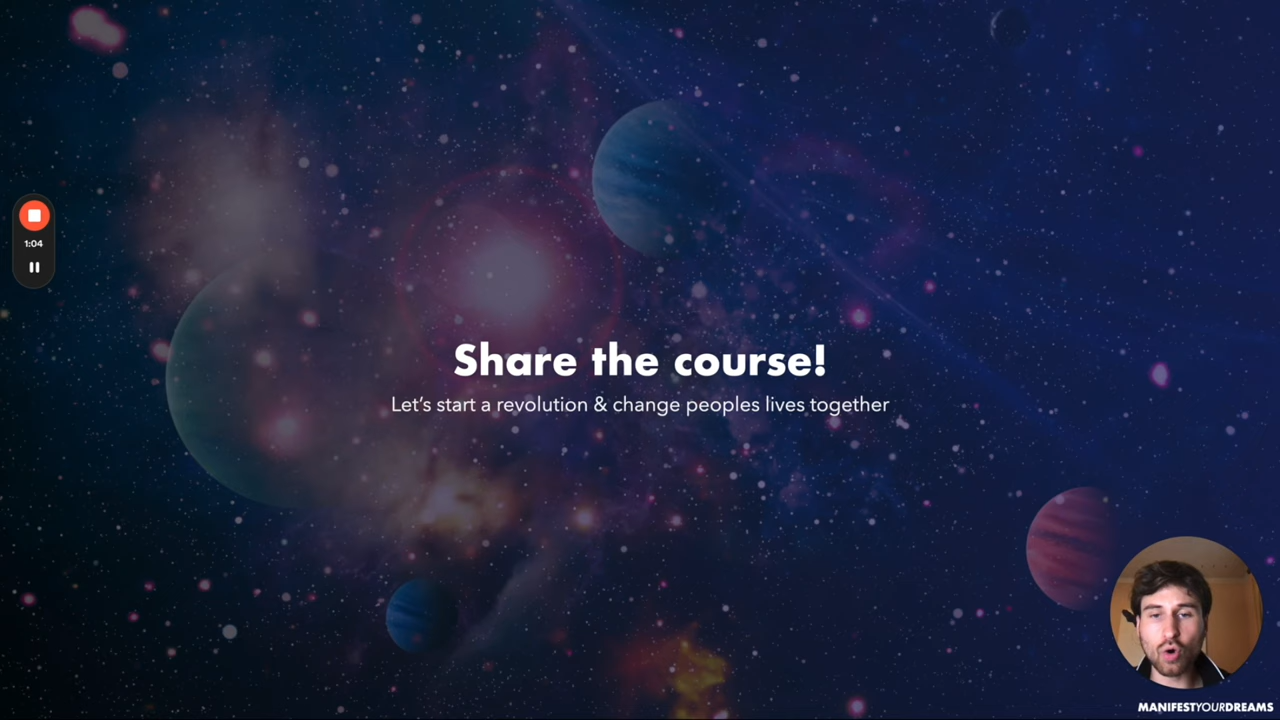 1:04
Share the course!
Let's start a revolution & change peoples lives together
MANIFESTYOURDREAMS